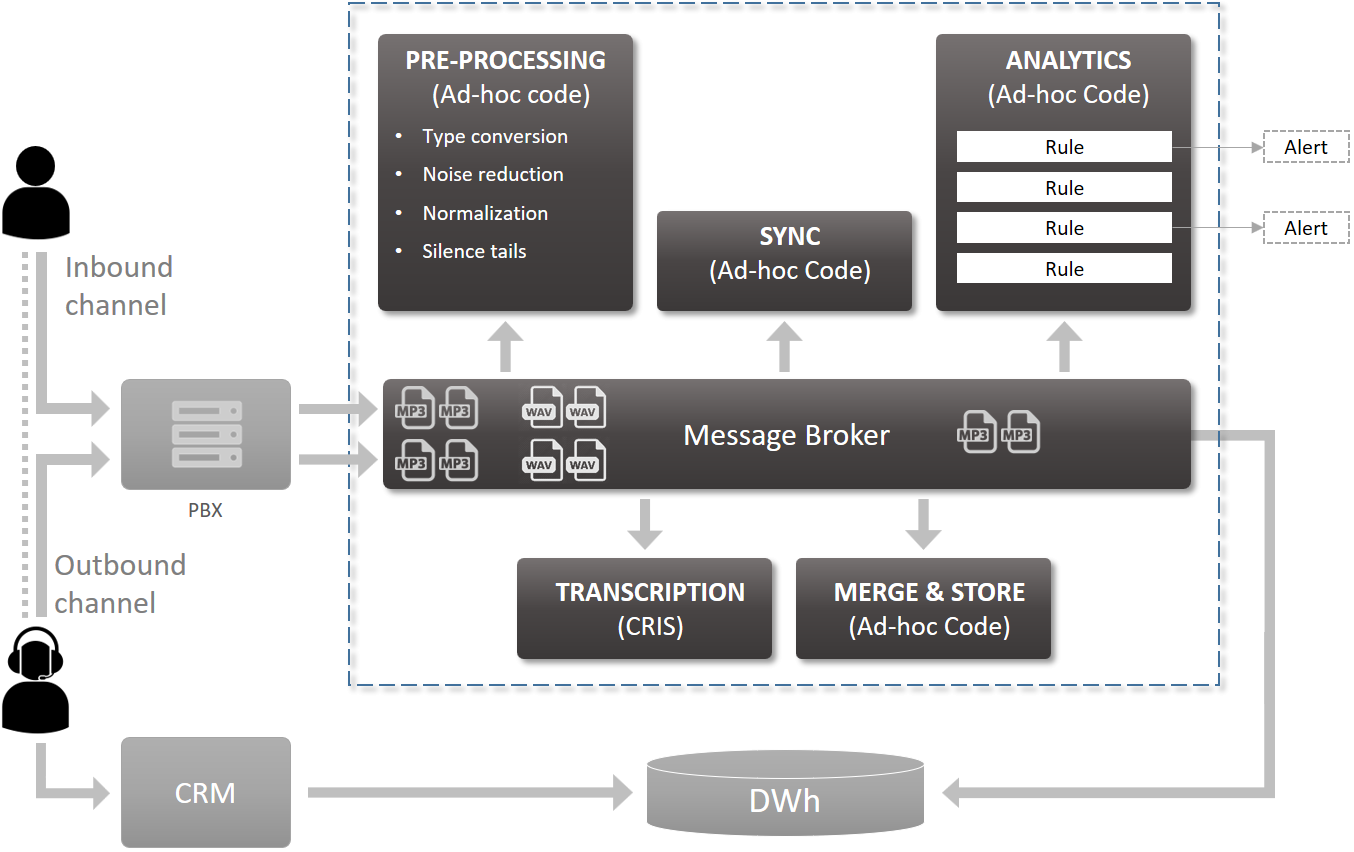 PRE-PROCESSING
(Ad-hoc code)
• Type conversion
• Noise reduction
• Normalization
• Silence tails
SYNC
(Ad-hoc Code)
ANALYTICS
(Ad-hoc Code)
Rule
Rule
Rule
Rule
Alert
Alert
Inbound
channel
PBX
Outbound
channel
MP3 MP3
MP3 MP3
WAV WAV
WAV WAV
Message Broker
MP3 MP3
TRANSCRIPTION
(CRIS)
MERGE & STORE
(Ad-hoc Code)
CRM
DWh